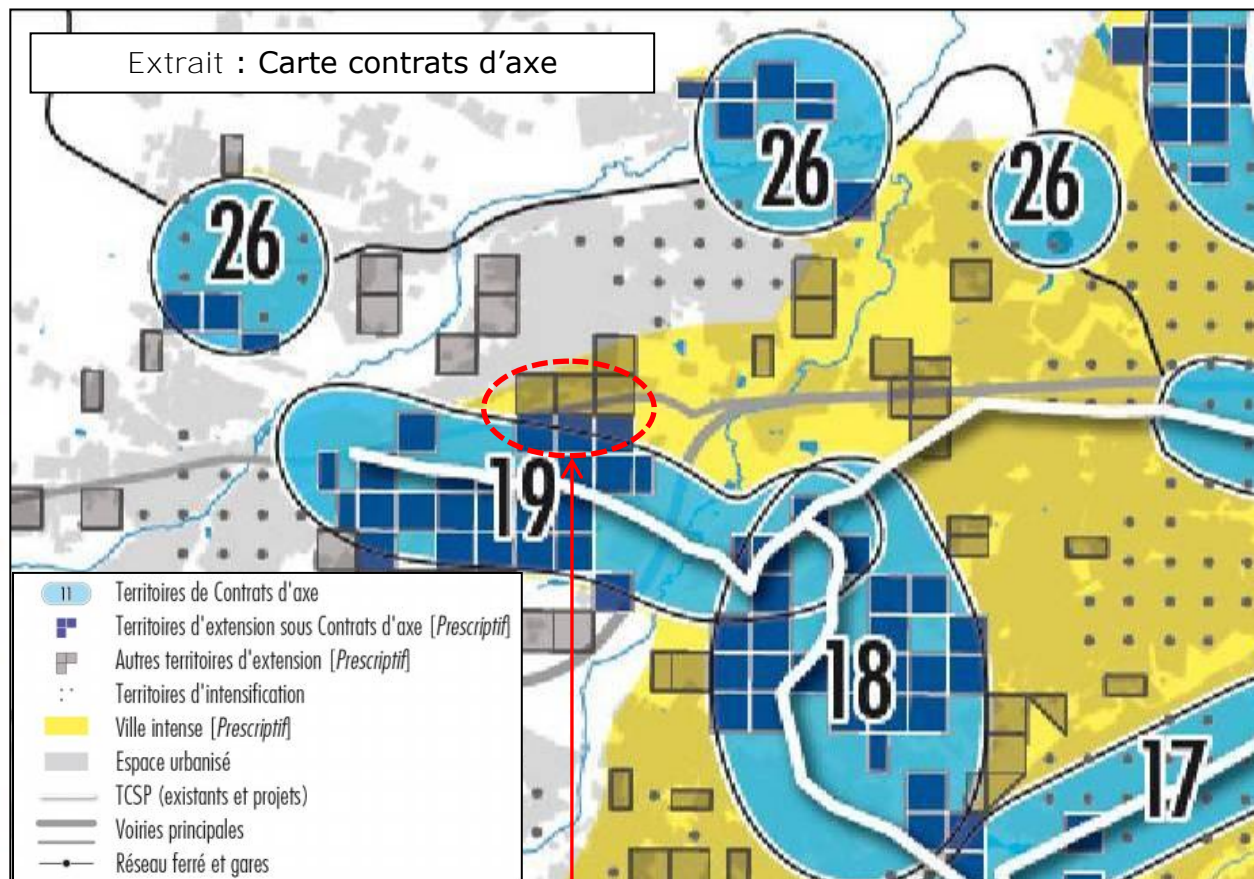 Extrait : Carte contrats d'axe
26
26
26
19
18
17
11 Territoires de Contrats d'axe
Territoires d'extension sous Contrats d'axe [Prescriptif]
Autres territoires d'extension [Prescriptif]
Territoires d'intensification
Ville intense [Prescriptif]
Espace urbanisé
TCSP (existants et projets)
Voiries principales
Réseau ferré et gares